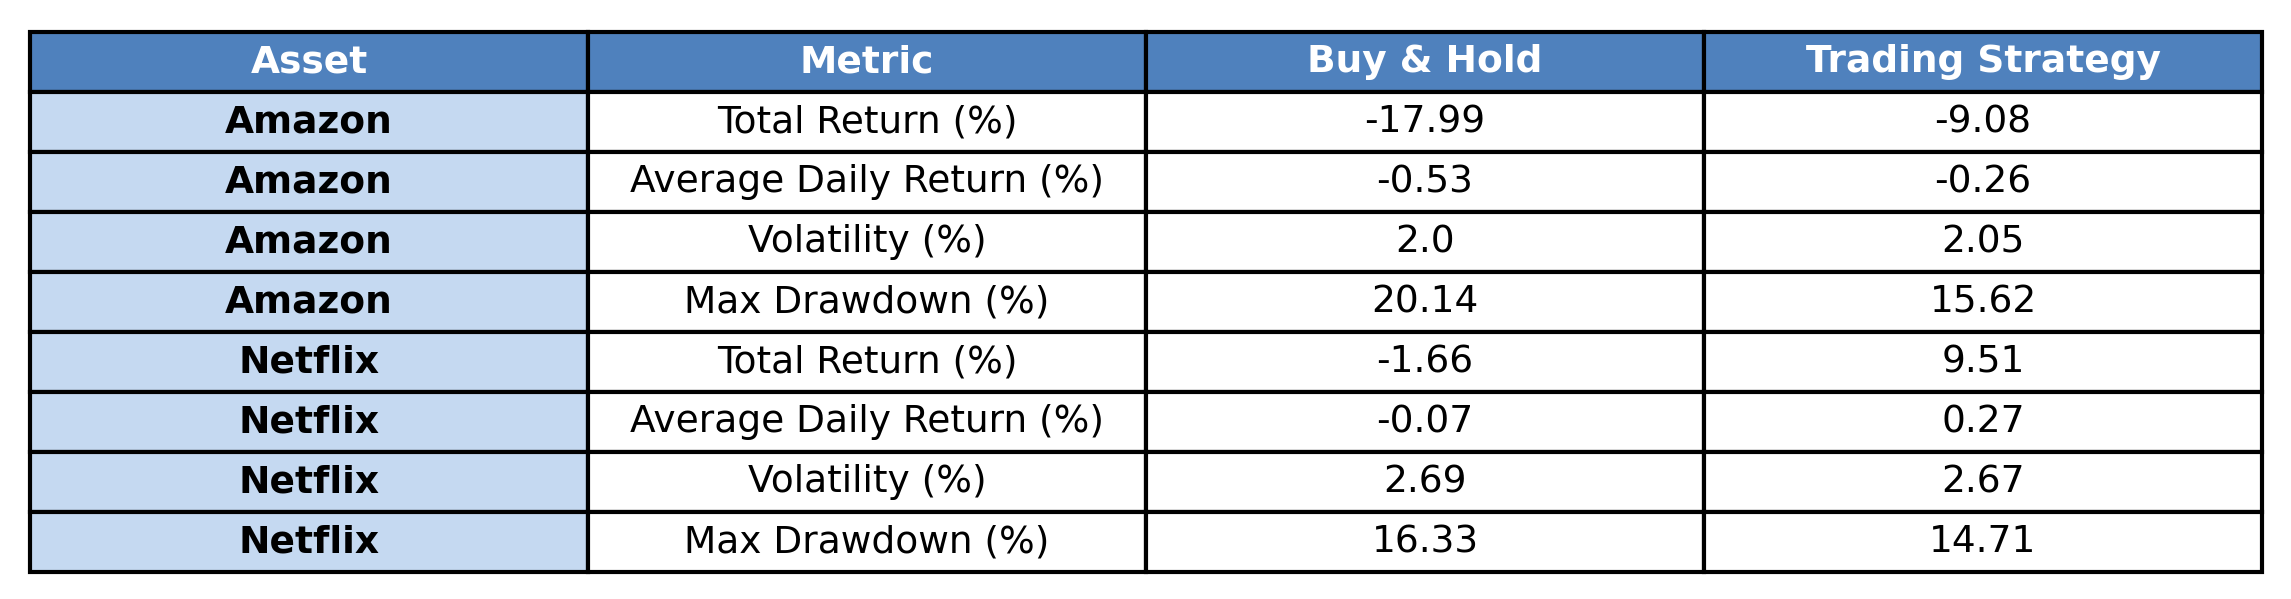 Asset Metric Buy & Hold Trading Strategy
Amazon Total Return (%) -17.99 -9.08
Amazon Average Daily Return (%) -0.53 -0.26
Amazon Volatility (%) 2.0 2.05
Amazon Max Drawdown (%) 20.14 15.62
Netflix Total Return (%) -1.66 9.51
Netflix Average Daily Return (%) -0.07 0.27
Netflix Volatility (%) 2.69 2.67
Netflix Max Drawdown (%) 16.33 14.71